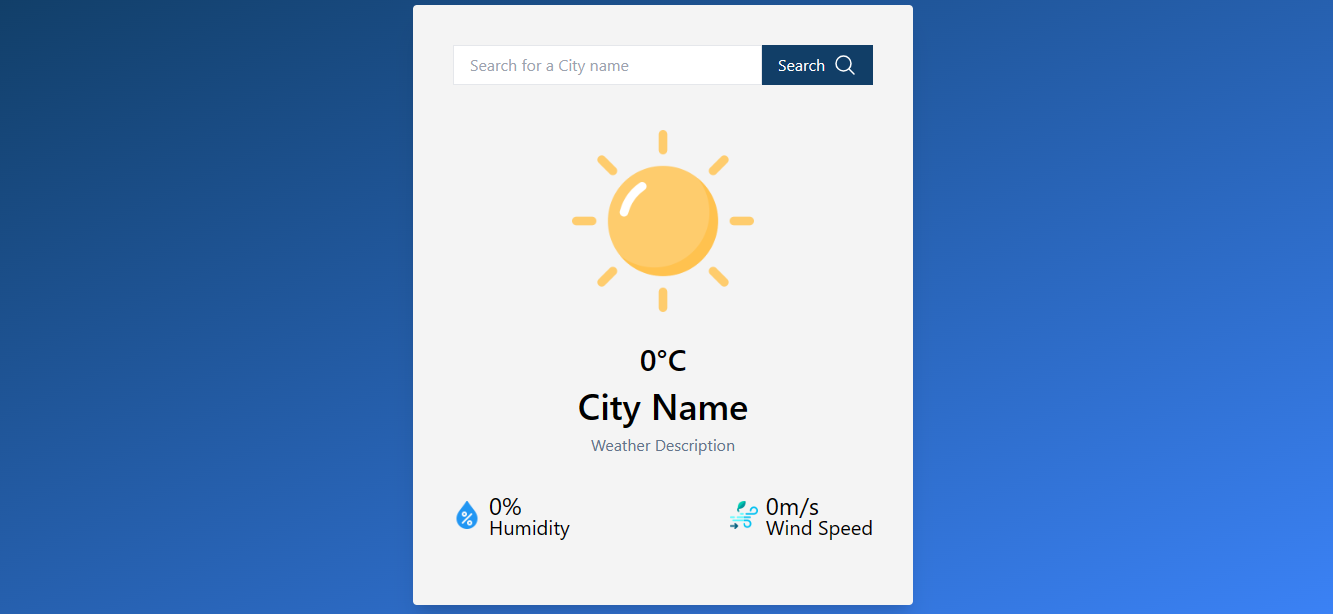 Search for a City name
Search
0°C
City Name
Weather Description
0%
Humidity
0m/s
Wind Speed